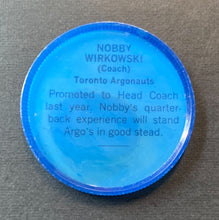 NOBBY
WIRKOWSKI
(Coach)
Toronto Argonauts
Promoted to Head Coach
last year. Nobby's quarter-
back experience will stand
Argo's in good stead.